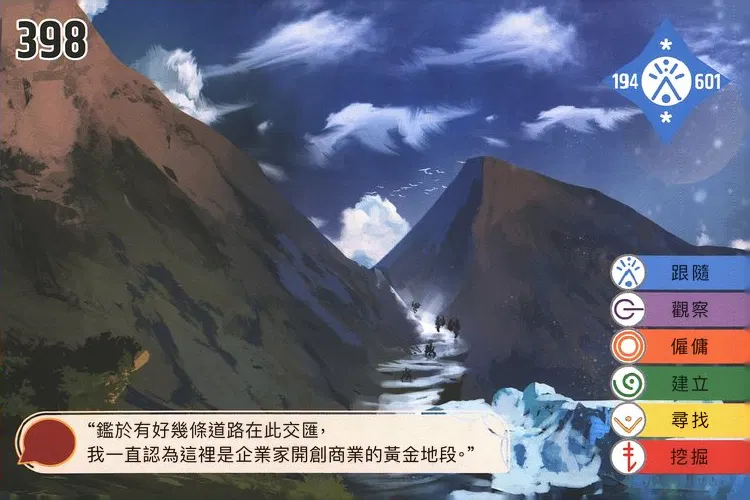 398
194 601
跟隨
觀察
僱傭
建立
尋找
挖掘
“鑑於有好幾條道路在此交匯，
我一直認為這裡是企業家開創商業的黃金地段。”